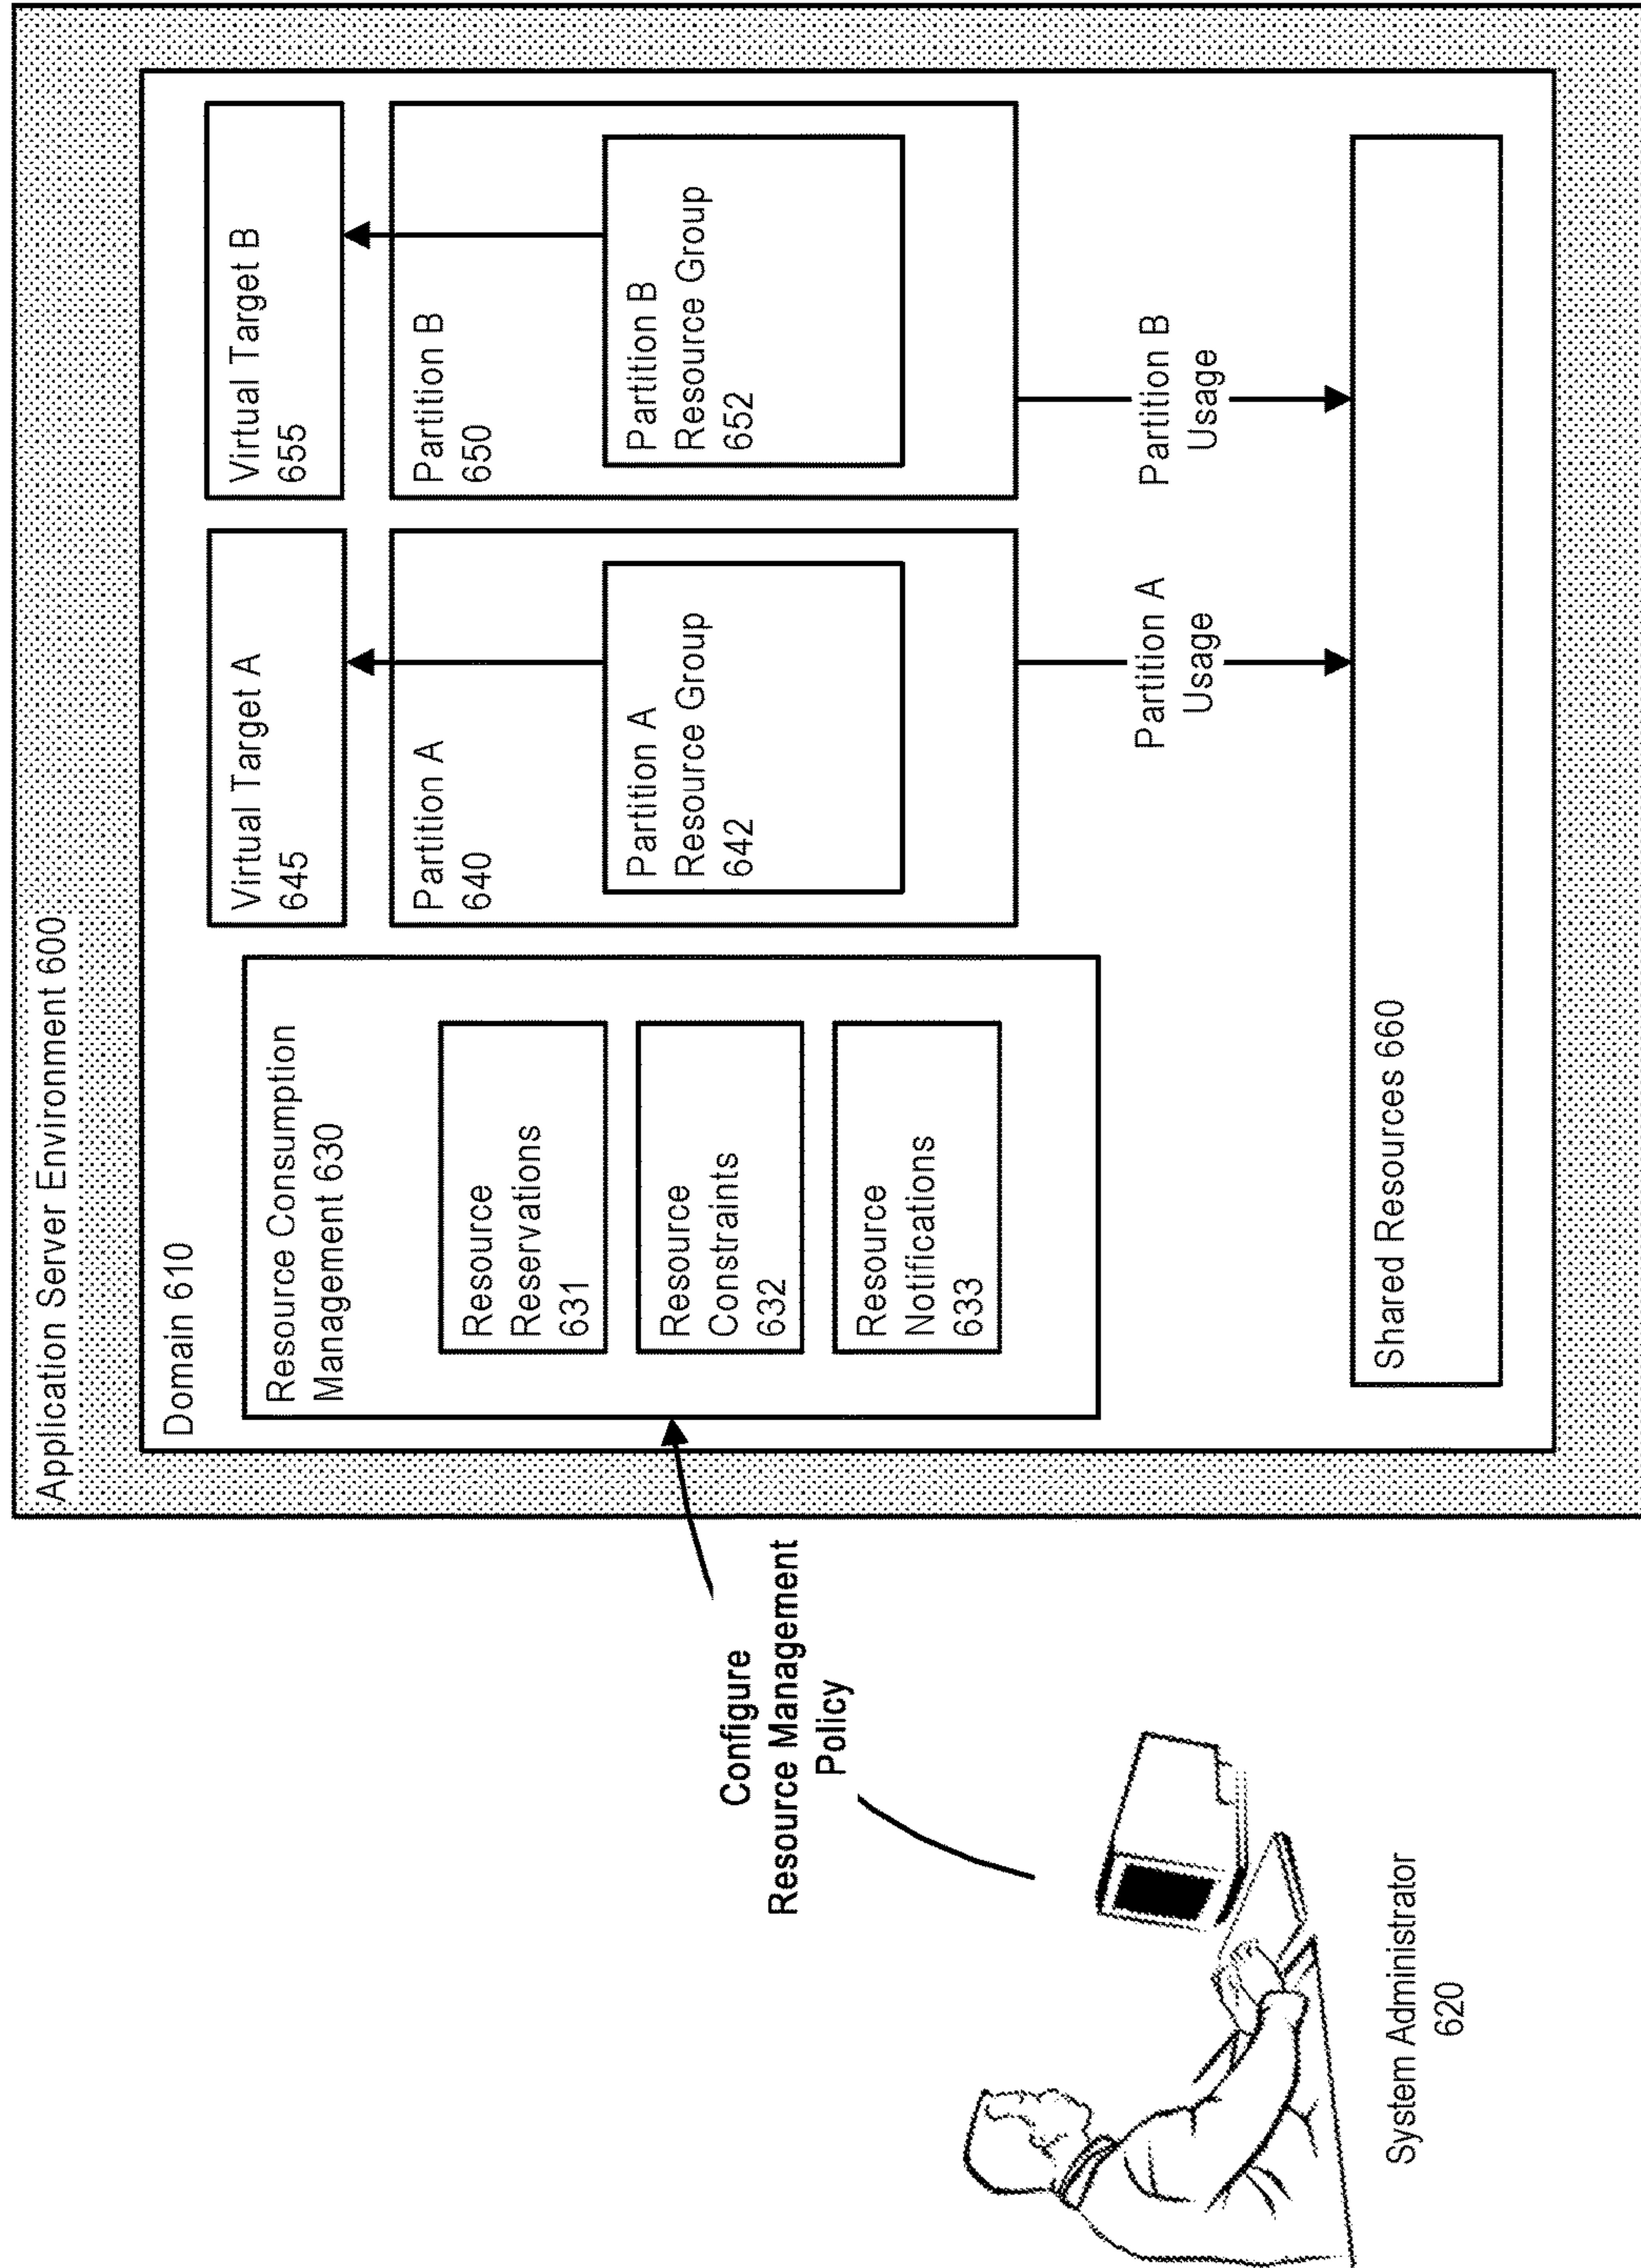 Application Server Environment 600
Domain 610
Resource Consumption
Management 630
Resource
Reservations
631
Resource
Constraints
632
Resource
Notifications
633
Virtual Target A
645
Partition A
640
Partition A
Resource Group
642
Virtual Target B
655
Partition B
650
Partition B
Resource Group
652
Partition A
Usage
Partition B
Usage
Shared Resources 660
Configure
Resource Management
Policy
System Administrator
620